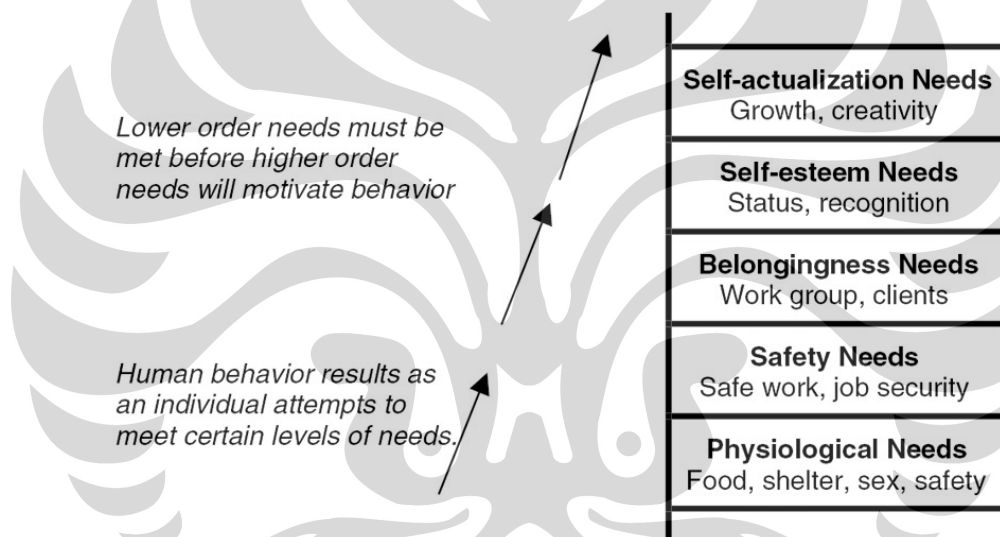 Lower order needs must be
met before higher order
needs will motivate behavior
Human behavior results as
an individual attempts to
meet certain levels of needs.
Self-actualization Needs
Growth, creativity
Self-esteem Needs
Status, recognition
Belongingness Needs
Work group, clients
Safety Needs
Safe work, job security
Physiological Needs
Food, shelter, sex, safety